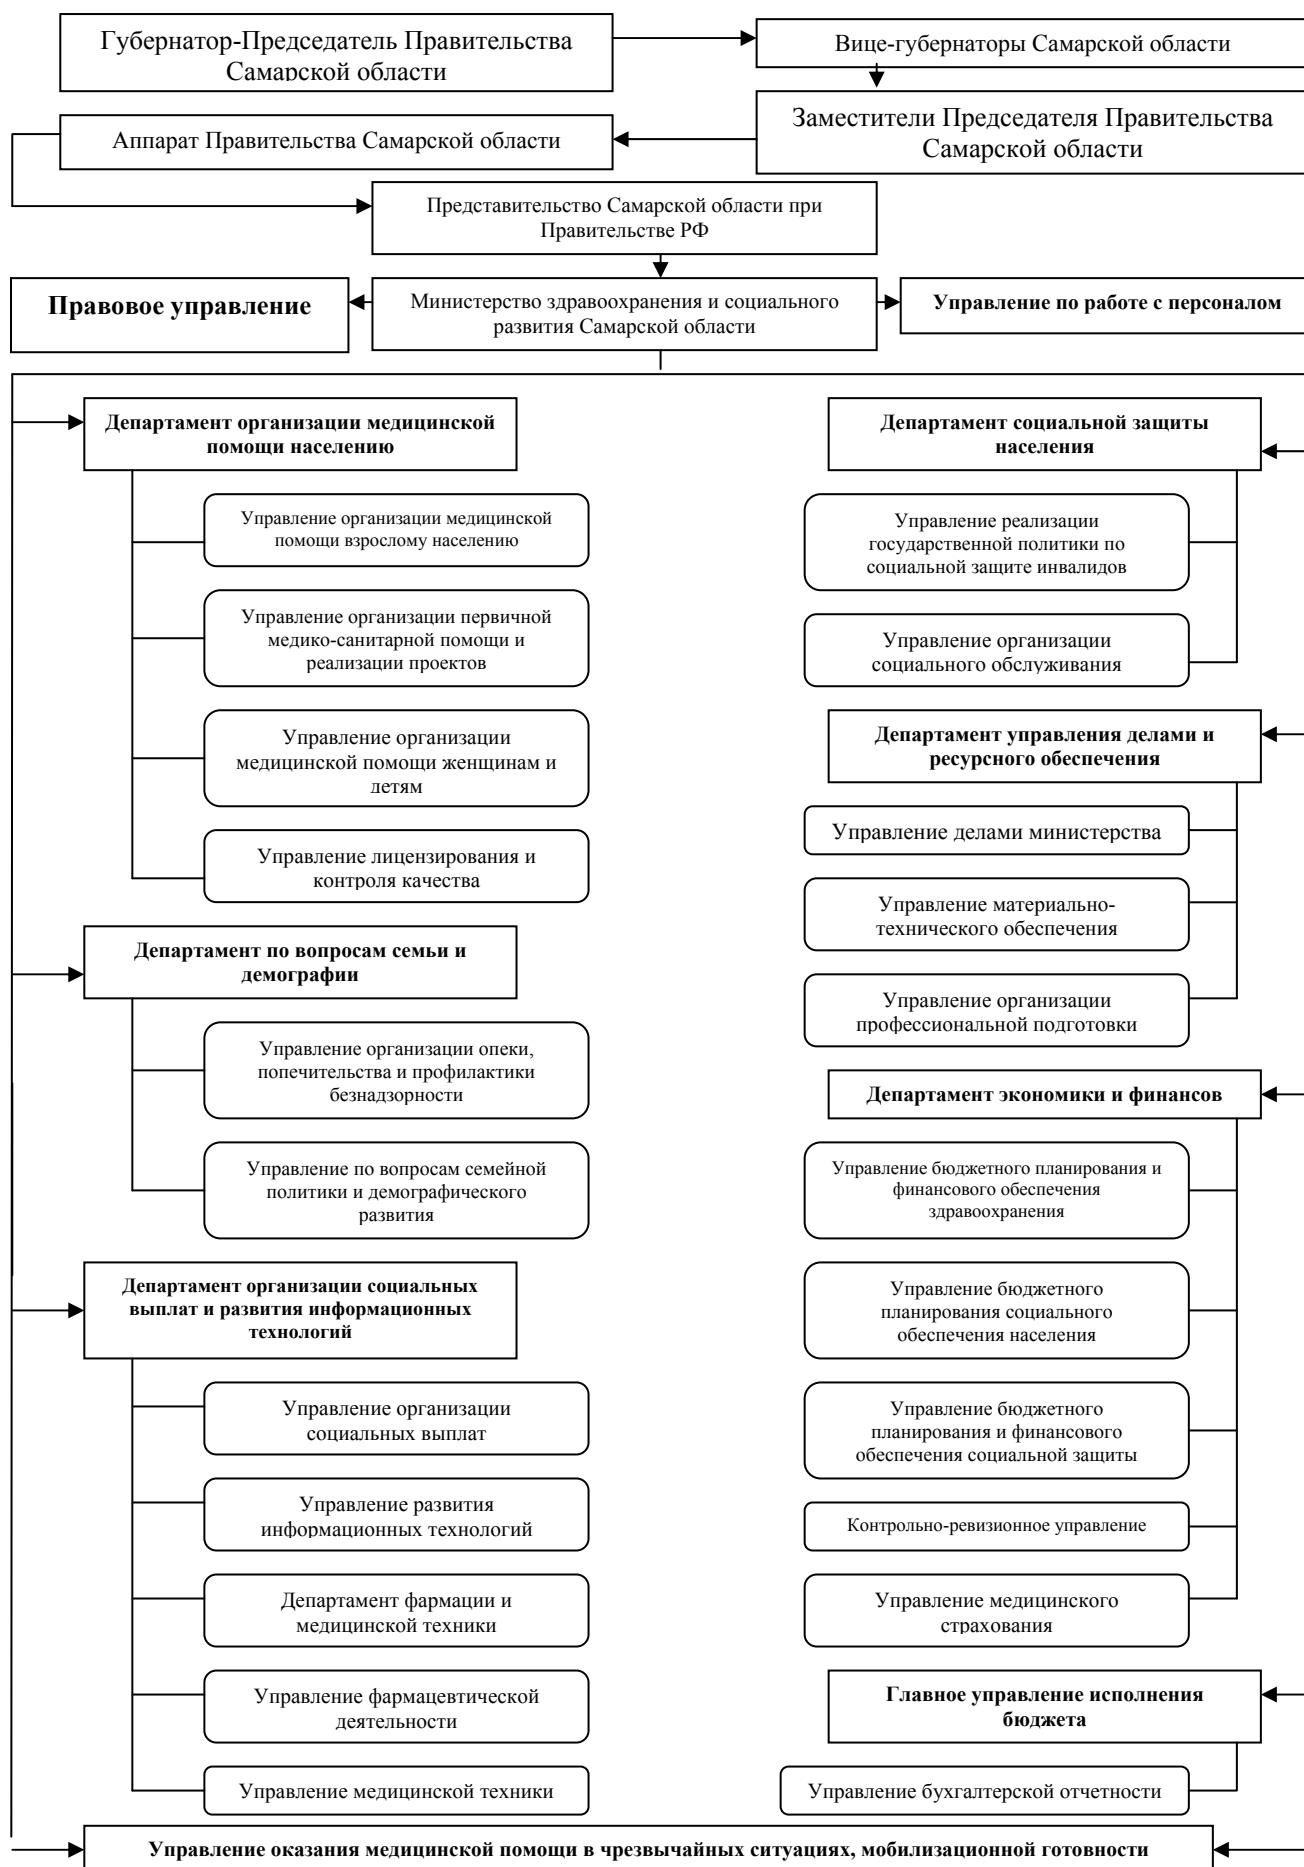 Губернатор-Председатель Правительства
Самарской области
Вице-губернаторы Самарской области
Аппарат Правительства Самарской области
Заместители Председателя Правительства
Самарской области
Представительство Самарской области при
Правительстве РФ
Правовое управление
Министерство здравоохранения и социального
развития Самарской области
Управление по работе с персоналом
Департамент организации медицинской
помощи населению
Управление организации медицинской
помощи взрослому населению
Управление организации первичной
медико-санитарной помощи и
реализации проектов
Управление организации
медицинской помощи женщинам и
детям
Управление лицензирования и
контроля качества
Департамент по вопросам семьи и
демографии
Управление организации опеки,
попечительства и профилактики
безнадзорности
Управление по вопросам семейной
политики и демографического
развития
Департамент организации социальных
выплат и развития информационных
технологий
Управление организации
социальных выплат
Управление развития
информационных технологий
Департамент фармации и
медицинской техники
Управление фармацевтической
деятельности
Управление медицинской техники
Департамент социальной защиты
населения
Управление реализации
государственной политики по
социальной защите инвалидов
Управление организации
социального обслуживания
Департамент управления делами и
ресурсного обеспечения
Управление делами министерства
Управление материально-
технического обеспечения
Управление организации
профессиональной подготовки
Департамент экономики и финансов
Управление бюджетного планирования и
финансового обеспечения
здравоохранения
Управление бюджетного
планирования социального
обеспечения населения
Управление бюджетного
планирования и финансового
обеспечения социальной защиты
Контрольно-ревизионное управление
Управление медицинского
страхования
Главное управление исполнения
бюджета
Управление бухгалтерской отчетности
Управление оказания медицинской помощи в чрезвычайных ситуациях, мобилизационной готовности